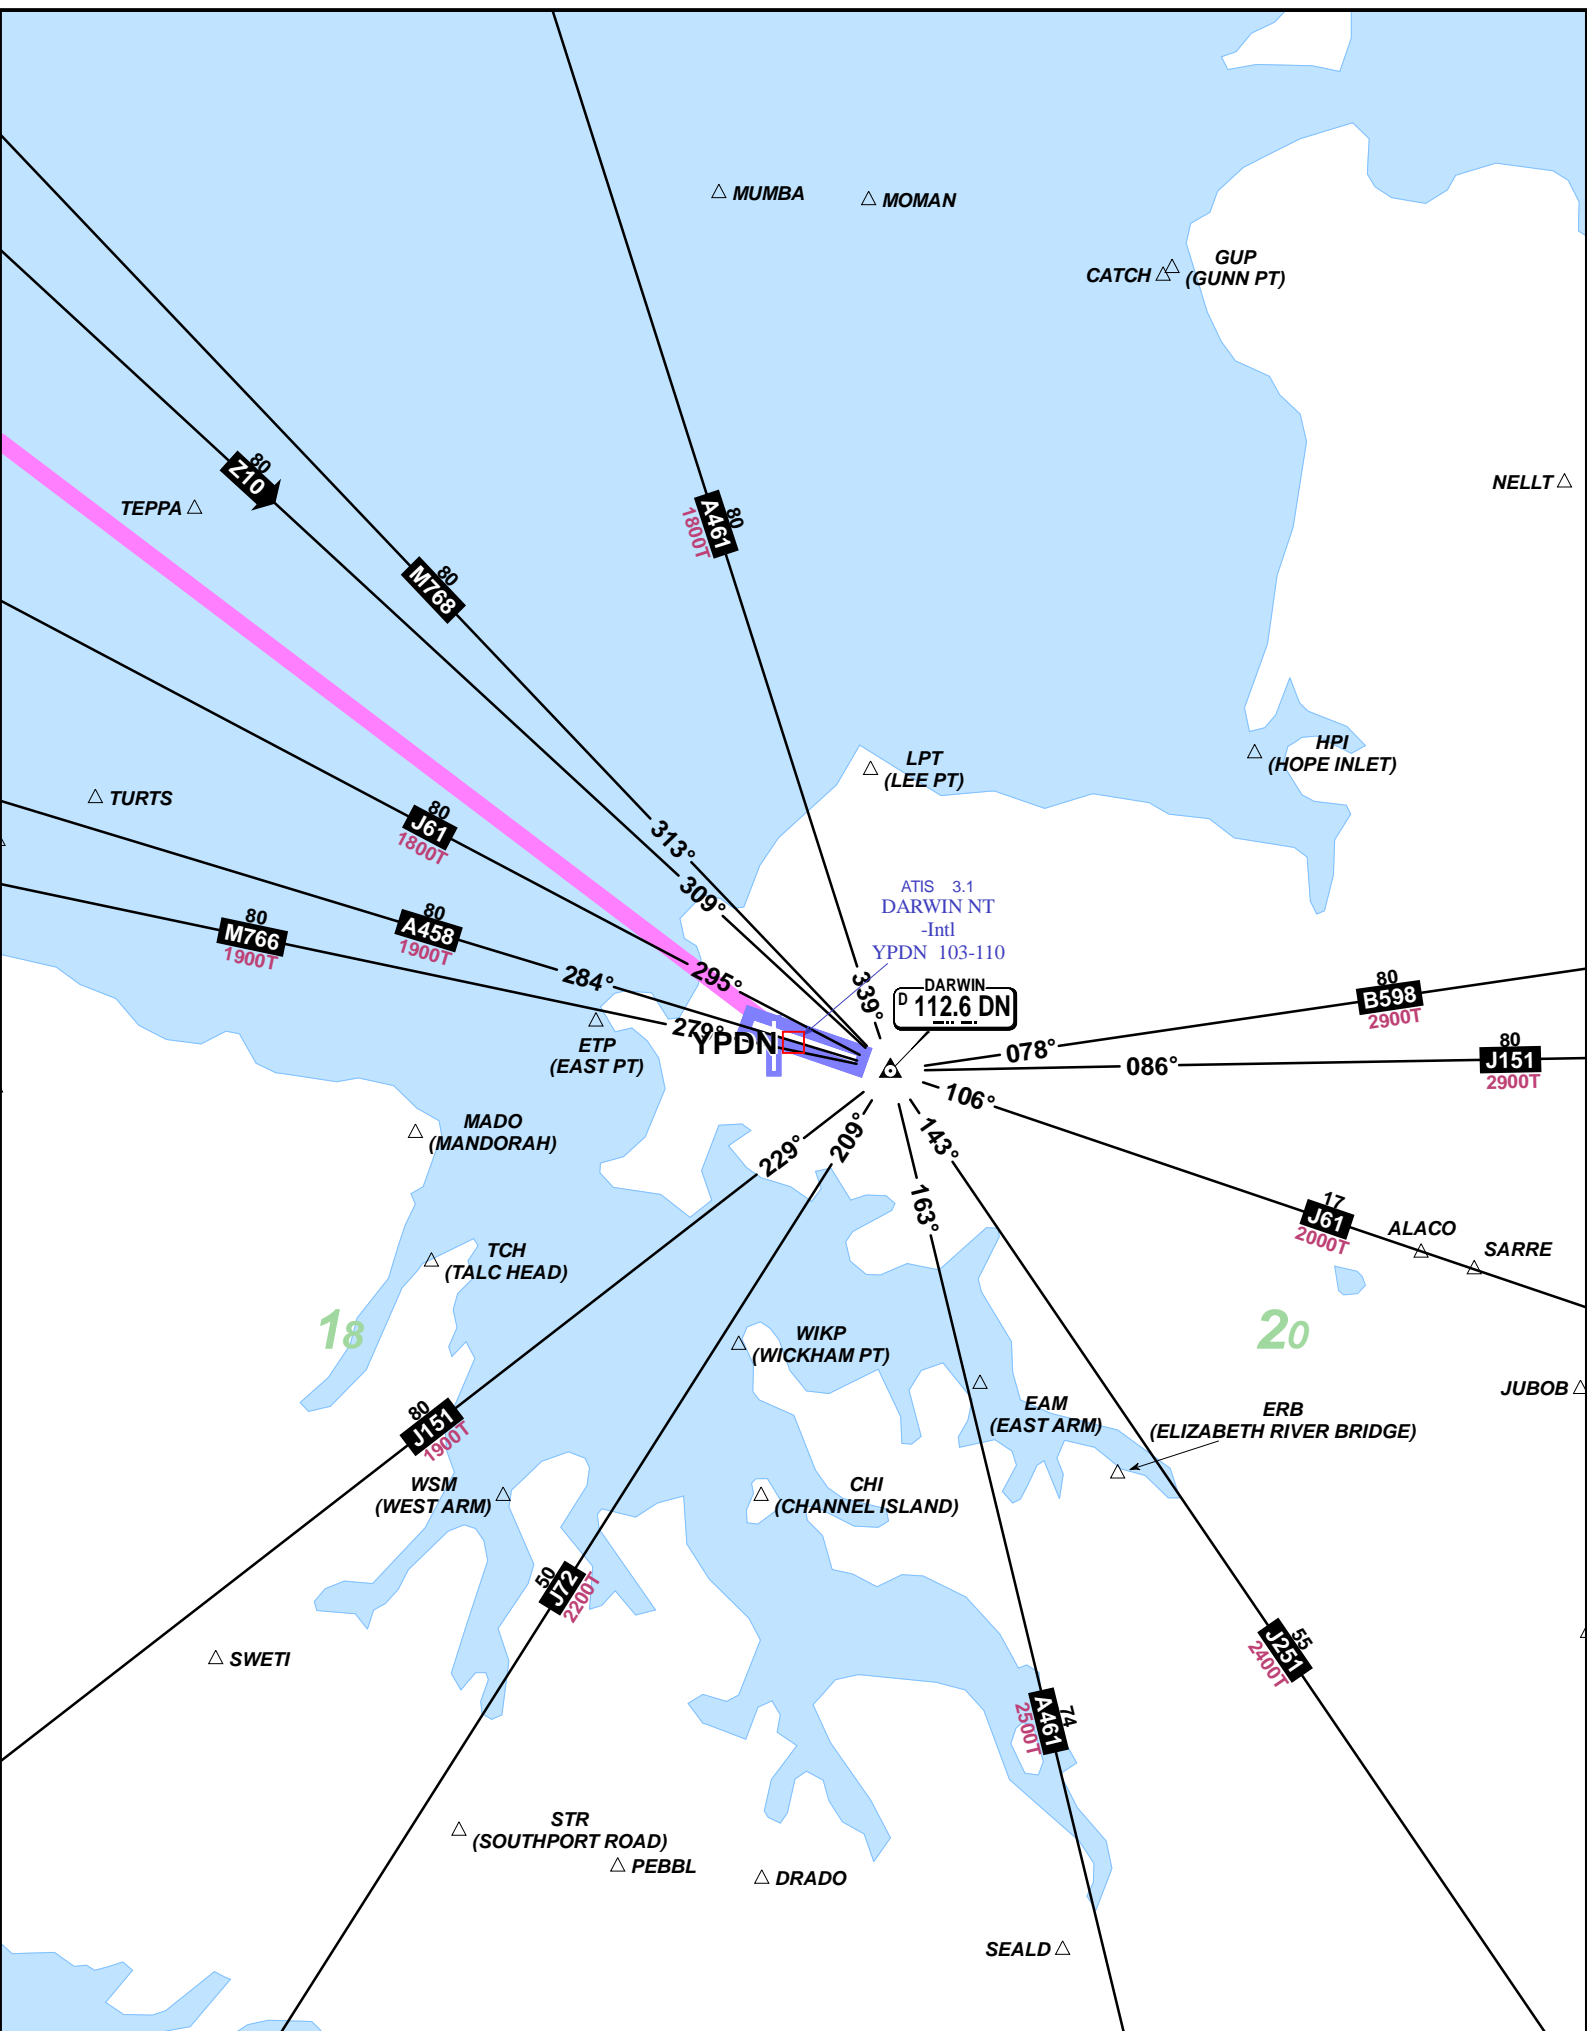 MUMBA
MOMAN
GUP
(GUNN PT)
CATCH
80
Z10
TEPPA
NELLT
80
A461
1800T
80
M768
LPT
(LEE PT)
HPI
(HOPE INLET)
TURTS
80
J61
1800T
313°
309°
80
M766
1900T
80
A458
1900T
284°
295°
279°
339°
ATIS 3.1
DARWIN NT
-Intl
YPDN 103-110
DARWIN
D 112.6 DN
YPDN
ETP
(EAST PT)
80
B598
2900T
078°
086°
80
J151
2900T
106°
143°
163°
209°
229°
MADO
(MANDORAH)
17
J61
2000T
ALACO
SARRE
TCH
(TALC HEAD)
18
20
WIKP
(WICKHAM PT)
JUBOB
EAM
(EAST ARM)
ERB
(ELIZABETH RIVER BRIDGE)
80
J151
1900T
WSM
(WEST ARM)
CHI
(CHANNEL ISLAND)
50
J72
2200T
SWETI
55
J251
2400T
74
A461
2500T
STR
(SOUTHPORT ROAD)
PEBBL
DRADO
SEALD